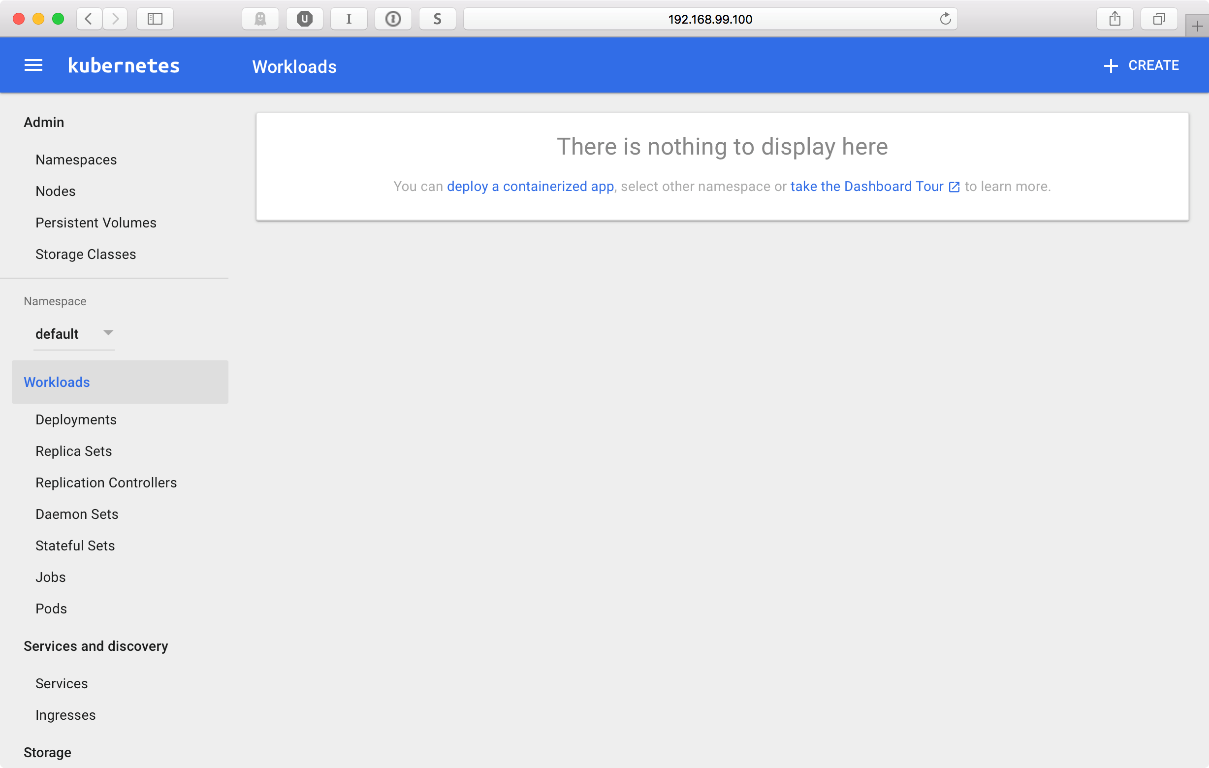 U I S 192.168.99.100
kubernetes Workloads CREATE
Admin
Namespaces
Nodes
Persistent Volumes
Storage Classes
Namespace
default
Workloads
Deployments
Replica Sets
Replication Controllers
Daemon Sets
Stateful Sets
Jobs
Pods
Services and discovery
Services
Ingresses
Storage
There is nothing to display here
You can deploy a containerized app, select other namespace or take the Dashboard Tour to learn more.